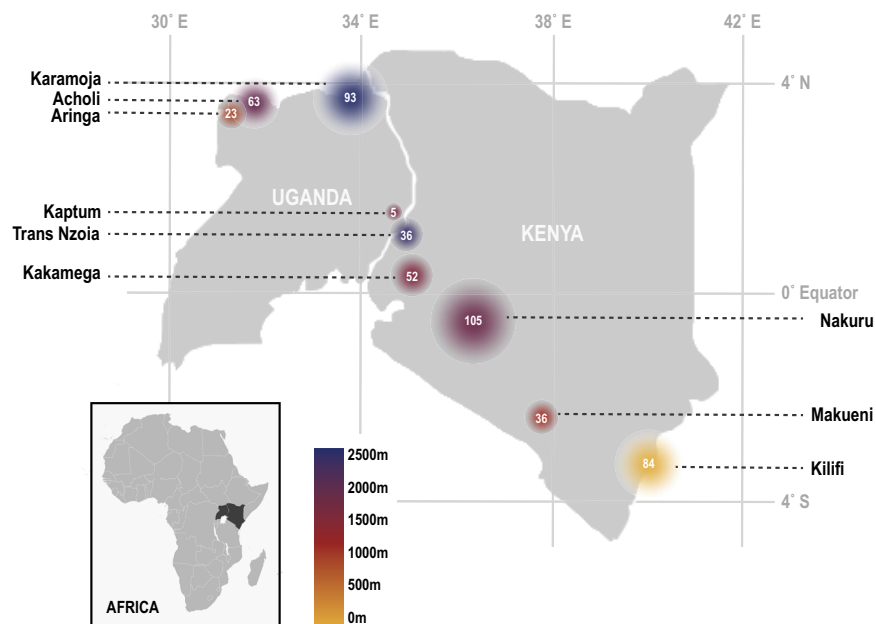 30° E
34° E
38° E
42° E
Karamoja
93
4° N
Acholi
63
Aringa
23
UGANDA
Kaptum
5
Trans Nzoia
36
KENYA
Kakamega
52
0° Equator
105
Nakuru
36
Makueni
84
Kilifi
4° S
2500m
2000m
1500m
1000m
500m
0m
AFRICA